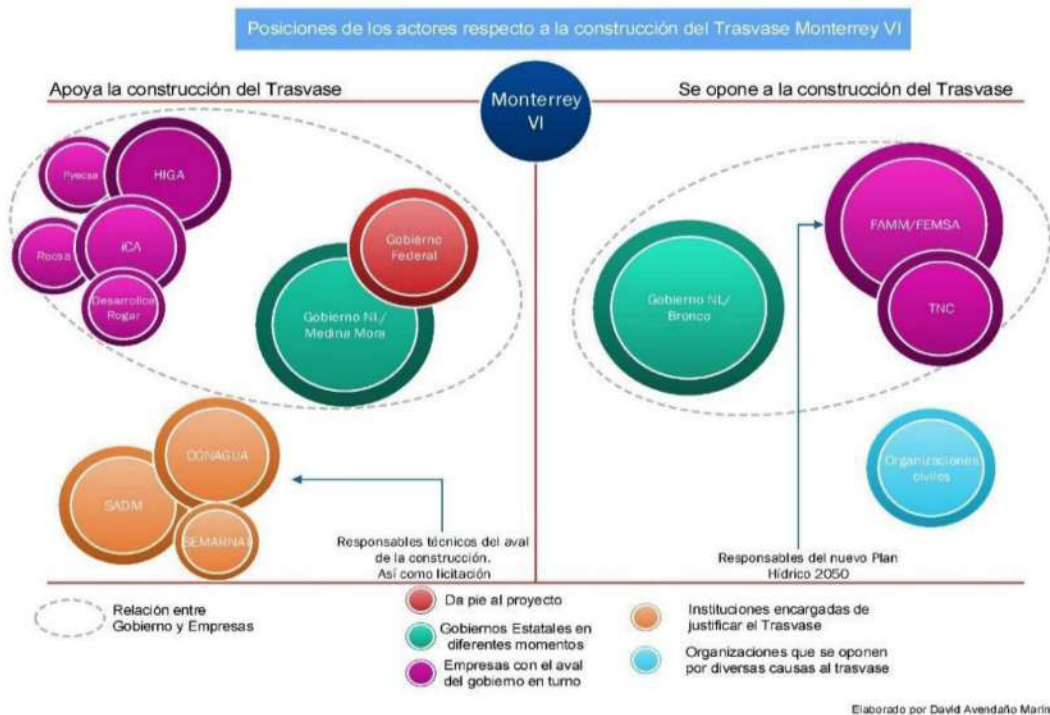 Posiciones de los actores respecto a la construcción del Trasvase Monterrey VI
Apoya la construcción del Trasvase
Monterrey
VI
Se opone a la construcción del Trasvase
Pyecsa
HIGA
Recsa
ICA
Desarrollos
Rogar
Gobierno
Federal
Gobierno NL/
Medina Mora
FAMM/FEMSA
Gobierno NL/
Bronco
TNC
CONAGUA
SADM
SEMARNAT
Organizaciones
civiles
Responsables técnicos del aval
de la construcción.
Así como licitación
Responsables del nuevo Plan
Hídrico 2050
Relación entre
Gobierno y Empresas
Da pie al proyecto
Gobiernos Estatales en
diferentes momentos
Empresas con el aval
del gobierno en turno
Instituciones encargadas de
justificar el Trasvase
Organizaciones que se oponen
por diversas causas al trasvase
Elaborado por David Avendaño Marin